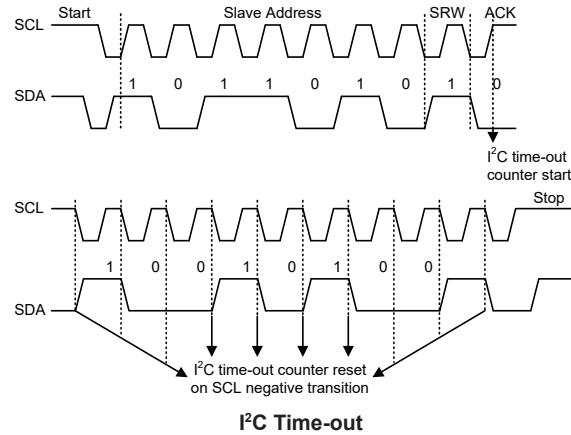 Start Slave Address SRW ACK
SCL
1 0 1 1 0 1 0 1 0
SDA
I²C time-out
counter start
Stop
SCL
1 0 0 1 0 1 0 0
SDA
I²C time-out counter reset
on SCL negative transition
I²C Time-out